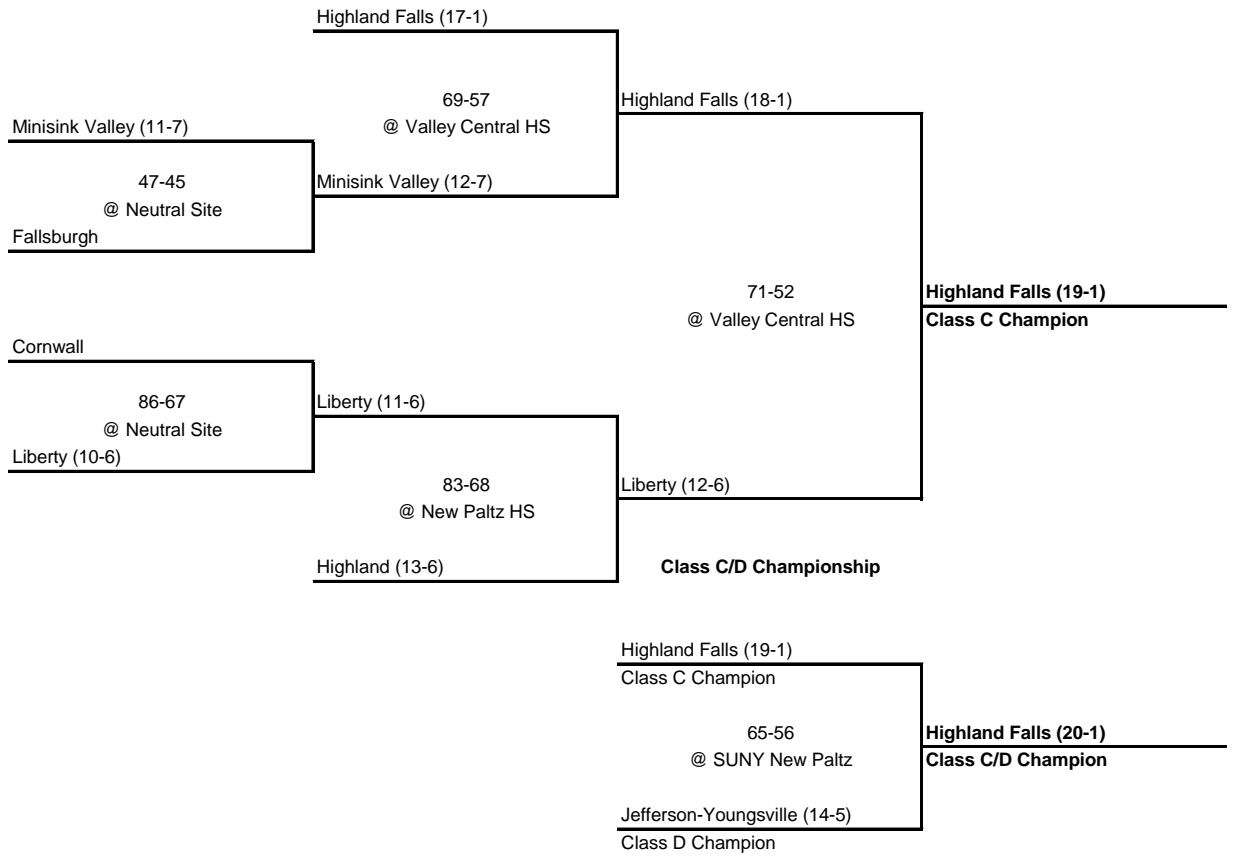 Highland Falls (17-1)
69-57
@ Valley Central HS
Highland Falls (18-1)
Minisink Valley (11-7)
47-45
@ Neutral Site
Minisink Valley (12-7)
Fallsburgh
71-52
@ Valley Central HS
Highland Falls (19-1)
Class C Champion
Cornwall
86-67
@ Neutral Site
Liberty (11-6)
Liberty (10-6)
83-68
@ New Paltz HS
Liberty (12-6)
Highland (13-6)
Class C/D Championship
Highland Falls (19-1)
Class C Champion
65-56
@ SUNY New Paltz
Highland Falls (20-1)
Class C/D Champion
Jefferson-Youngsville (14-5)
Class D Champion